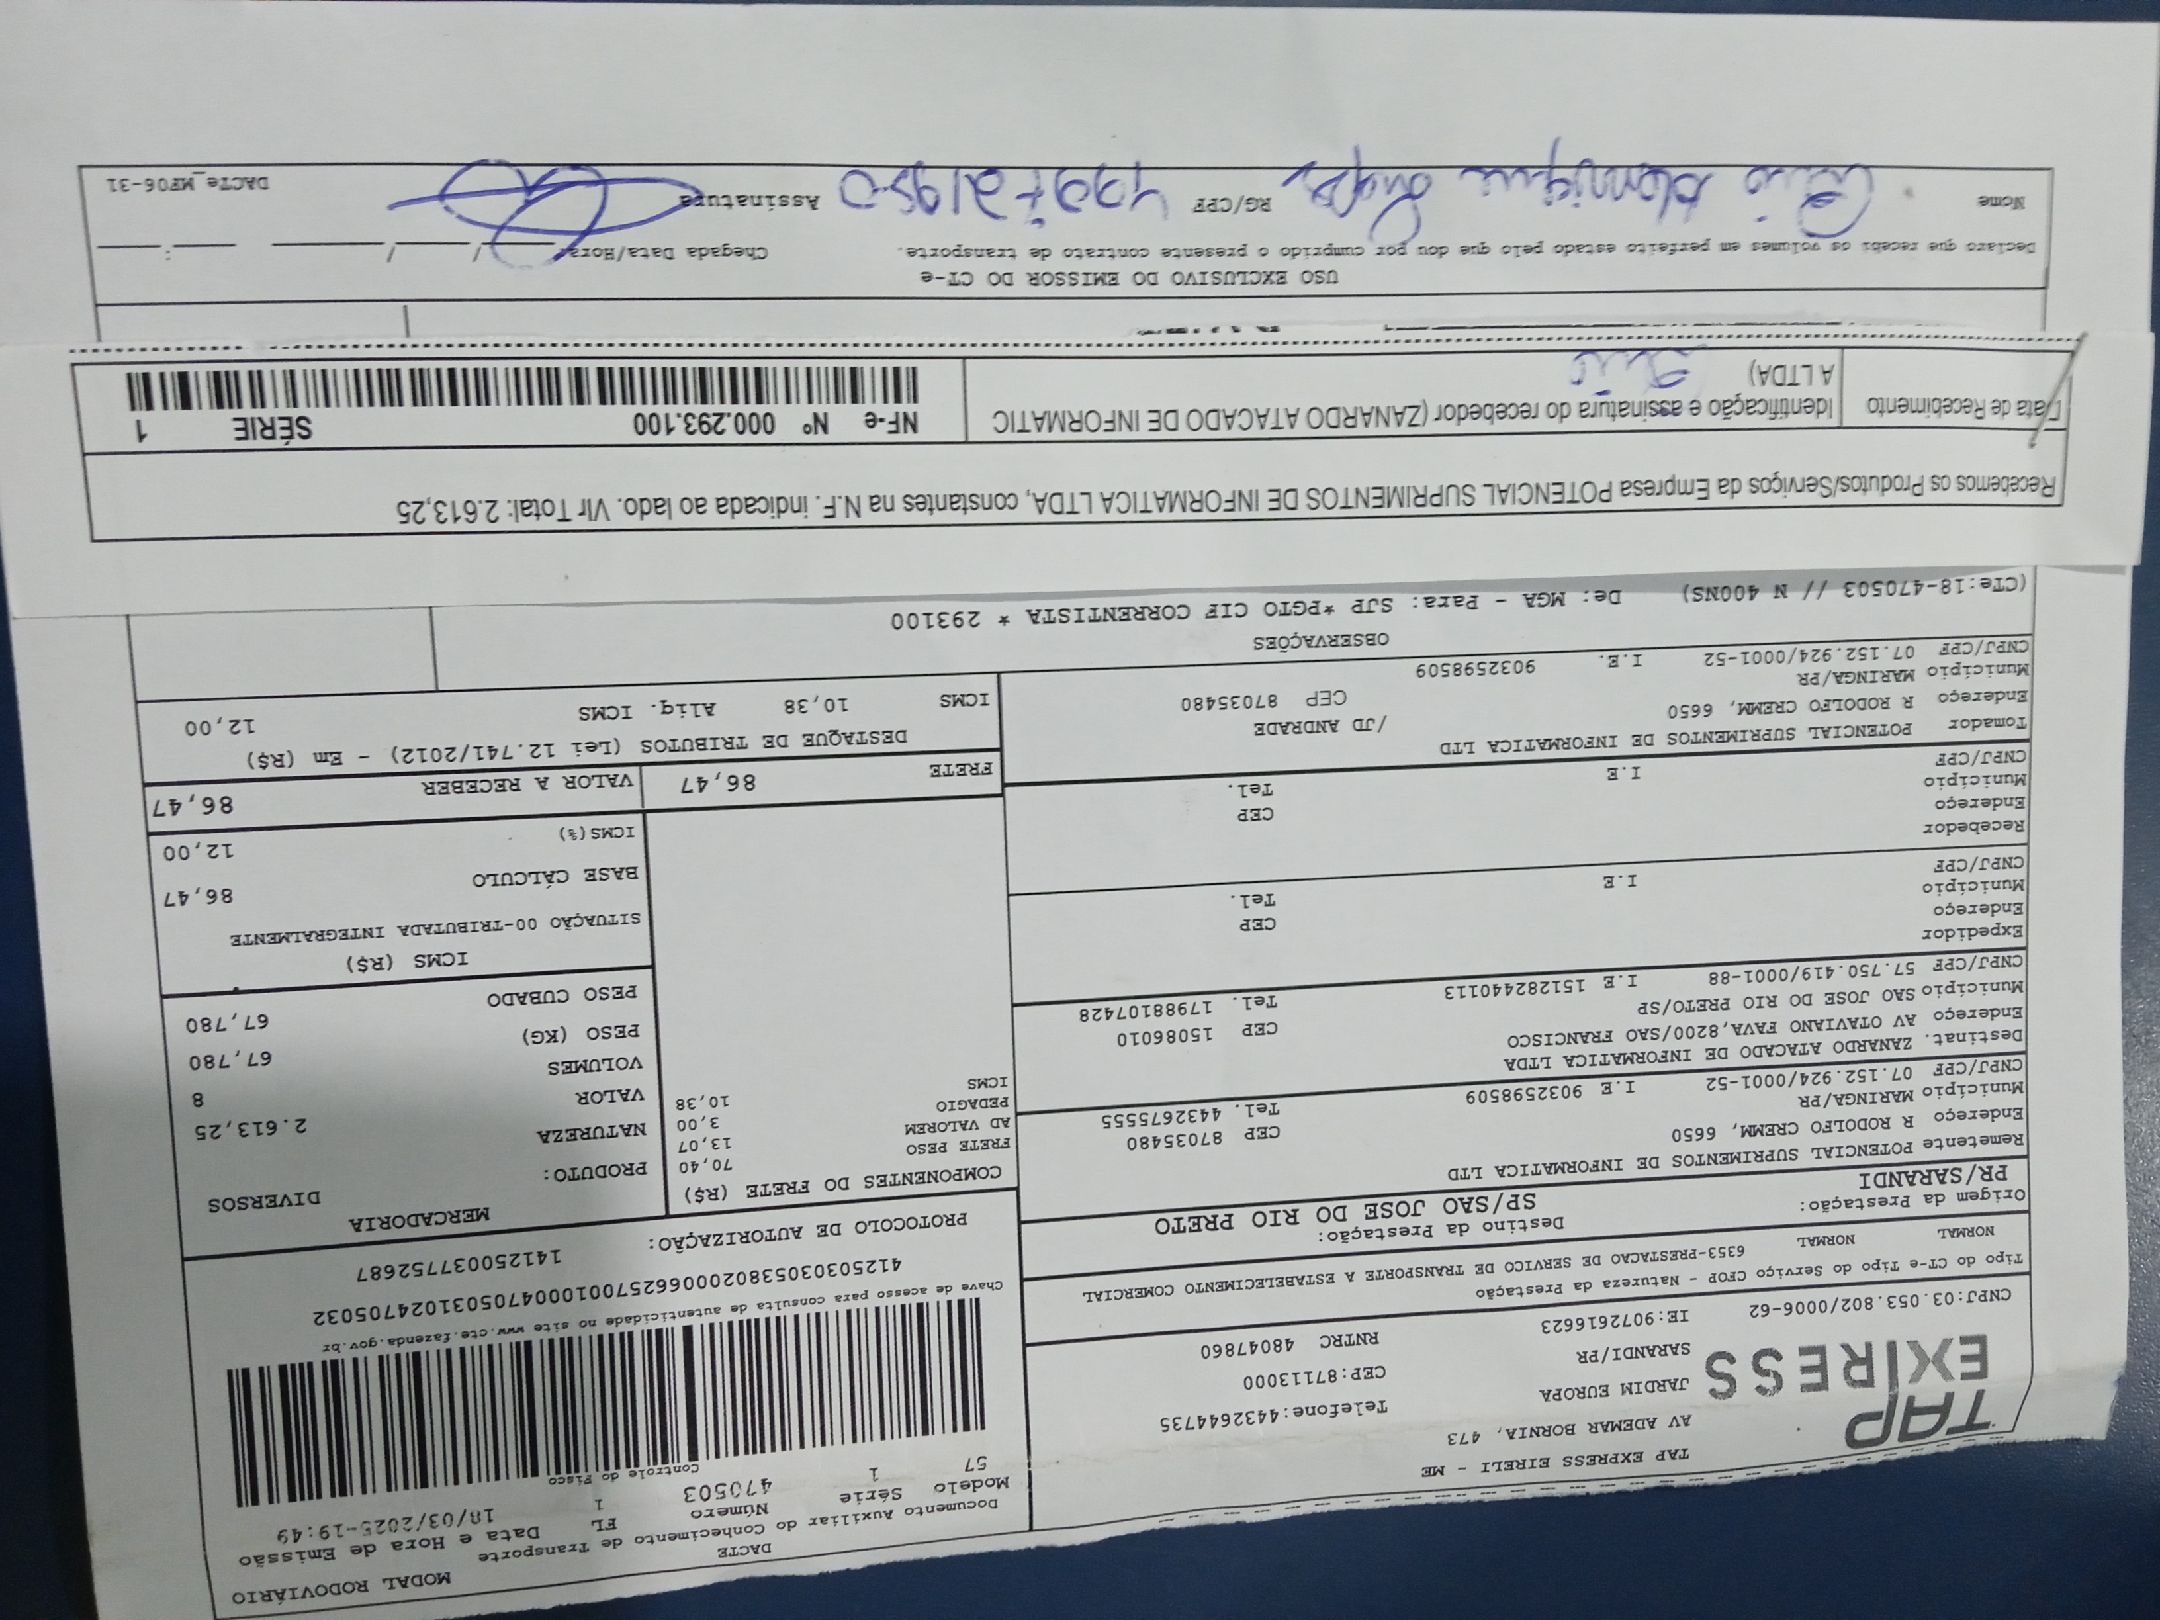 TAP
EXPRESS
TAP EXPRESS EIRELI - ME
AV ADEMAR BORNIA, 473
JARDIM EUROPA
SARANDI/PR
Telefone:4432644735
CEP:87113000
CNPJ:03.053.802/0006-62 IE:9072616623 RNTRC 48047860
MODAL RODOVIÁRIO
DACTE
Documento Auxiliar do Conhecimento de Transporte
Modelo Série Número FL Data e Hora de Emissão
57 1 470503 1 18/03/2025-19:49
Controle do Fisco
Chave de acesso para consulta de autenticidade no site www.cte.fazenda.gov.br
41250303053802000662570010004705031024705032
PROTOCOLO DE AUTORIZAÇÃO: 141250037752687
Tipo do CT-e Tipo do Serviço CFOP - Natureza da Prestação
NORMAL NORMAL 6353-PRESTACAO DE SERVICO DE TRANSPORTE A ESTABELECIMENTO COMERCIAL
Origem da Prestação: Destino da Prestação:
PR/SARANDI SP/SAO JOSE DO RIO PRETO
Remetente POTENCIAL SUPRIMENTOS DE INFORMATICA LTD
Endereço R RODOLFO CREMM, 6650 CEP 87035480
Município MARINGA/PR Tel. 4432675555
CNPJ/CPF 07.152.924/0001-52 I.E 9032598509
Destinat. ZANARDO ATACADO DE INFORMATICA LTDA
Endereço AV OTAVIANO FAVA,8200/SAO FRANCISCO CEP 15086010
Município SAO JOSE DO RIO PRETO/SP Tel. 17988107428
CNPJ/CPF 57.750.419/0001-88 I.E 151282440113
Expedidor
Endereço CEP
Município Tel.
CNPJ/CPF I.E
Recebedor
Endereço CEP
Município Tel.
CNPJ/CPF I.E
Tomador POTENCIAL SUPRIMENTOS DE INFORMATICA LTD
Endereço R RODOLFO CREMM, 6650 /JD ANDRADE
Município MARINGA/PR CEP 87035480
CNPJ/CPF 07.152.924/0001-52 I.E. 9032598509
COMPONENTES DO FRETE (R$)
FRETE PESO 70,40
AD VALOREM 13,07
PEDAGIO 3,00
ICMS 10,38
MERCADORIA
PRODUTO: DIVERSOS
NATUREZA
VALOR 2.613,25
VOLUMES 8
PESO (KG) 67,780
PESO CUBADO 67,780
ICMS (R$)
SITUAÇÃO 00-TRIBUTADA INTEGRALMENTE
BASE CÁLCULO 86,47
ICMS(%) 12,00
FRETE 86,47 VALOR A RECEBER 86,47
DESTAQUE DE TRIBUTOS (Lei 12.741/2012) - Em (R$)
ICMS 10,38 Aliq. ICMS 12,00
OBSERVAÇÕES
(CTe:18-470503 // N 400NS) De: MGA - Para: SJP *PGTO CIF CORRENTISTA * 293100
Recebemos os Produtos/Serviços da Empresa POTENCIAL SUPRIMENTOS DE INFORMATICA LTDA, constantes na N.F. indicada ao lado. Vlr Total: 2.613,25
Data de Recebimento Identificação e assinatura do recebedor (ZANARDO ATACADO DE INFORMATIC
A LTDA)
NF-e Nº 000.293.100 SÉRIE 1
USO EXCLUSIVO DO EMISSOR DO CT-e
Declaro que recebi os volumes em perfeito estado pelo que dou por cumprido o presente contrato de transporte. Chegada Data/Hora / / :
Nome Henrique RG/CPF Assinatura
DACTe_MF06-31